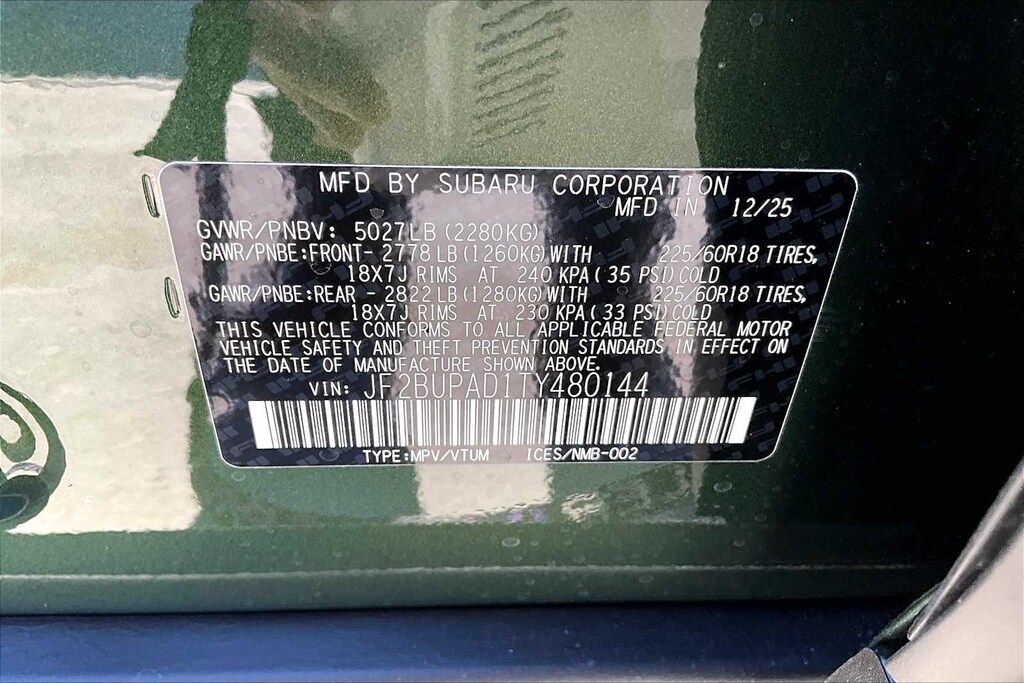 MFD BY SUBARU CORPORATION
MFD IN 12/25
GVWR/PNBV: 5027LB (2280KG)
GAWR/PNBE:FRONT- 2778 LB(1260KG)WITH 225/60R18 TIRES,
18X7J RIMS AT 240 KPA( 35 PSI)COLD
GAWR/PNBE:REAR - 2822 LB(1280KG)WITH 225/60R18 TIRES,
18X7J RIMS AT 230 KPA( 33 PSI)COLD
THIS VEHICLE CONFORMS TO ALL APPLICABLE FEDERAL MOTOR
VEHICLE SAFETY AND THEFT PREVENTION STANDARDS IN EFFECT ON
THE DATE OF MANUFACTURE SHOWN ABOVE.
VIN: JF2BUPAD1TY480144
TYPE:MPV/VTUM ICES/NMB-002